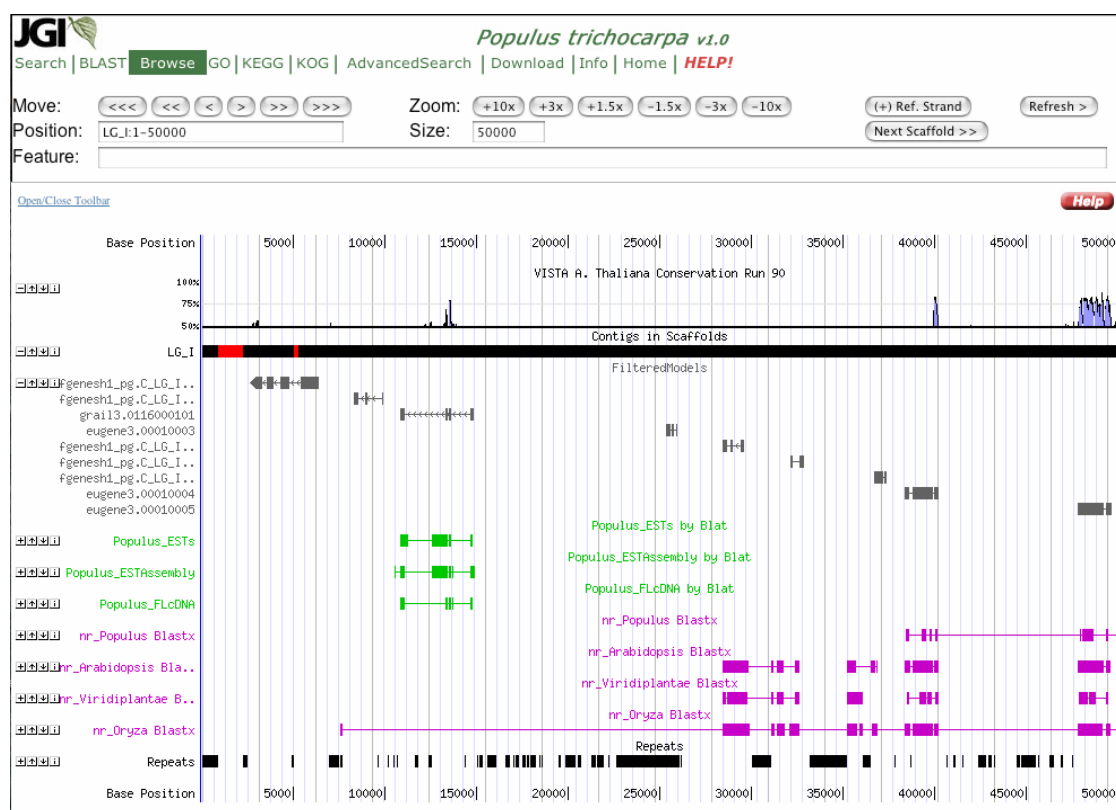 JGI
Populus trichocarpa v1.0
Search | BLAST Browse GO | KEGG | KOG | AdvancedSearch | Download | Info | Home | HELP!
Move: <<< << < > >> >>> Zoom: +10x +3x +1.5x -1.5x -3x -10x (+) Ref. Strand Refresh >
Position: LG_I:1-50000 Size: 50000 Next Scaffold >>
Feature:
Open/Close Toolbar Help
Base Position 5000 10000 15000 20000 25000 30000 35000 40000 45000 50000
VISTA A. Thaliana Conservation Run 90
100%
75%
50%
Contigs in Scaffolds
LG_I
FilteredModels
fgenesh1_pg.C_LG_I..
fgenesh1_pg.C_LG_I..
grail3.0116000101
eugene3.00010003
fgenesh1_pg.C_LG_I..
fgenesh1_pg.C_LG_I..
fgenesh1_pg.C_LG_I..
eugene3.00010004
eugene3.00010005
Populus_ESTs by Blat
Populus_ESTs
Populus_ESTAssembly by Blat
Populus_ESTAssembly
Populus_FLcDNA by Blat
Populus_FLcDNA
nr_Populus Blastx
nr_Populus Blastx
nr_Arabidopsis Blastx
nr_Arabidopsis Bla..
nr_Viridiplantae Blastx
nr_Viridiplantae B..
nr_Oryza Blastx
nr_Oryza Blastx
Repeats
Repeats
Base Position 5000 10000 15000 20000 25000 30000 35000 40000 45000 50000